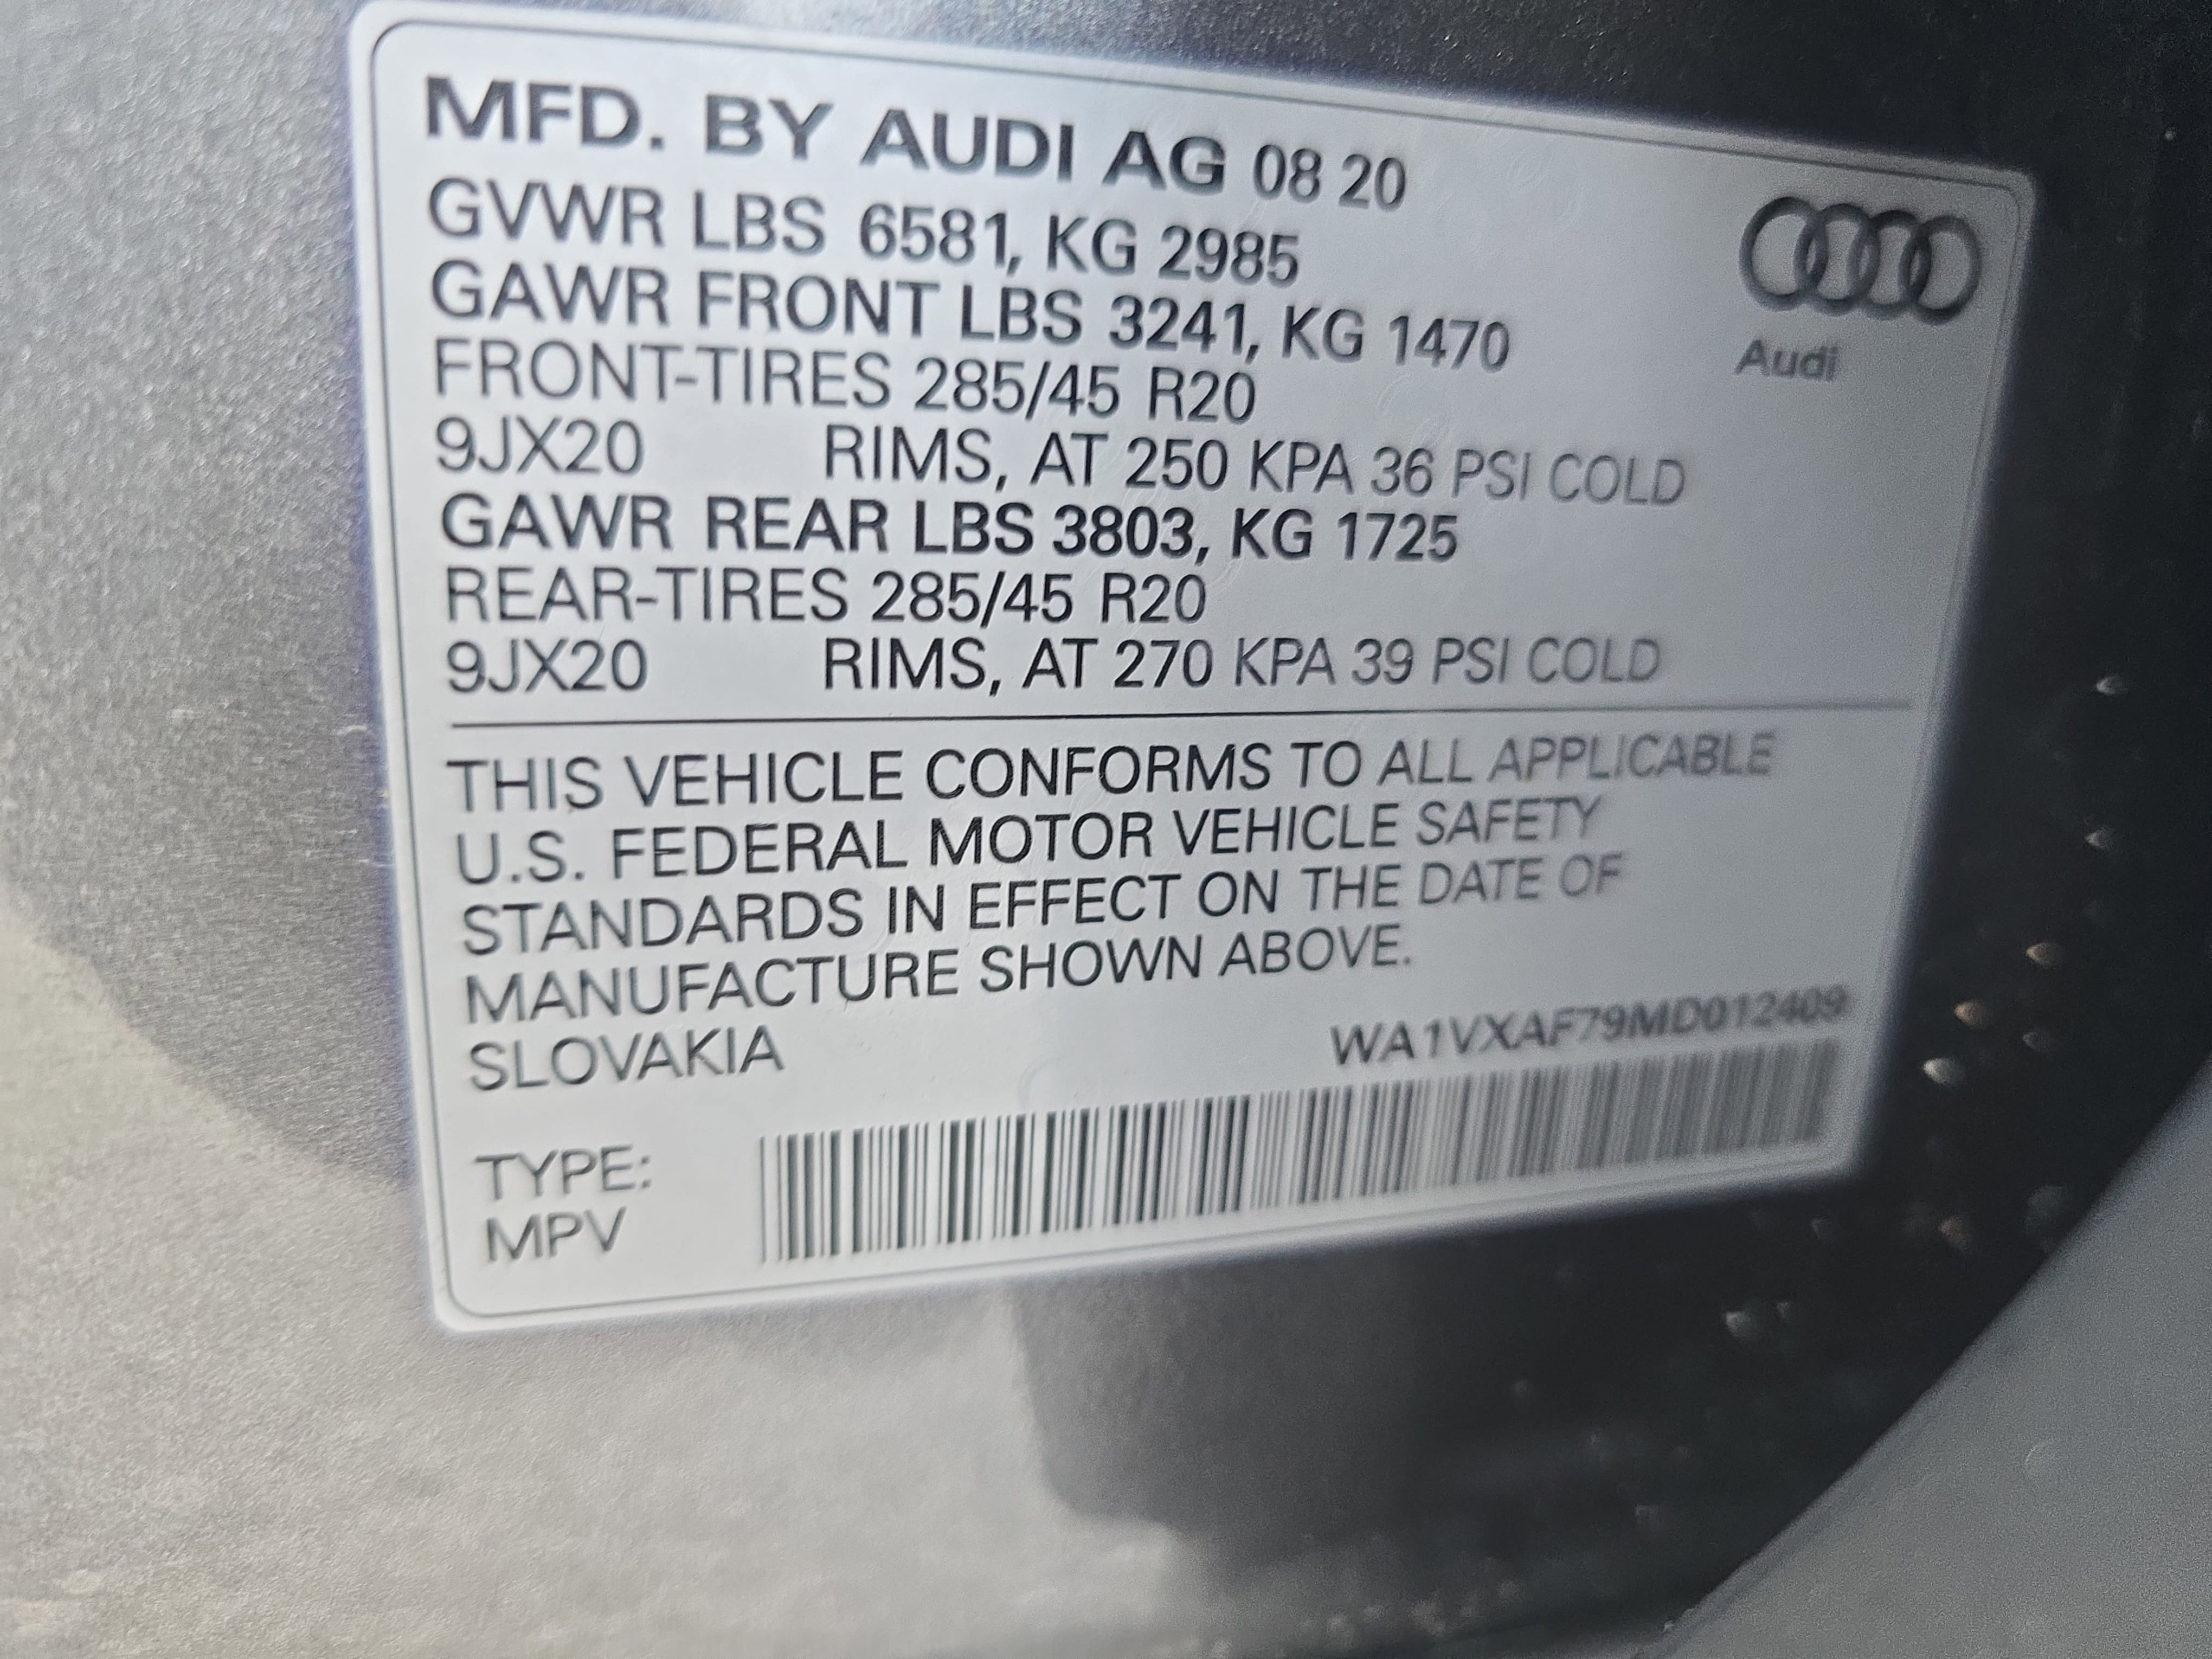 MFD. BY AUDI AG 08 20
GVWR LBS 6581, KG 2985
GAWR FRONT LBS 3241, KG 1470
FRONT-TIRES 285/45 R20
9JX20 RIMS, AT 250 KPA 36 PSI COLD
GAWR REAR LBS 3803, KG 1725
REAR-TIRES 285/45 R20
9JX20 RIMS, AT 270 KPA 39 PSI COLD
Audi
THIS VEHICLE CONFORMS TO ALL APPLICABLE
U.S. FEDERAL MOTOR VEHICLE SAFETY
STANDARDS IN EFFECT ON THE DATE OF
MANUFACTURE SHOWN ABOVE.
SLOVAKIA WA1VXAF79MD012409
TYPE:
MPV